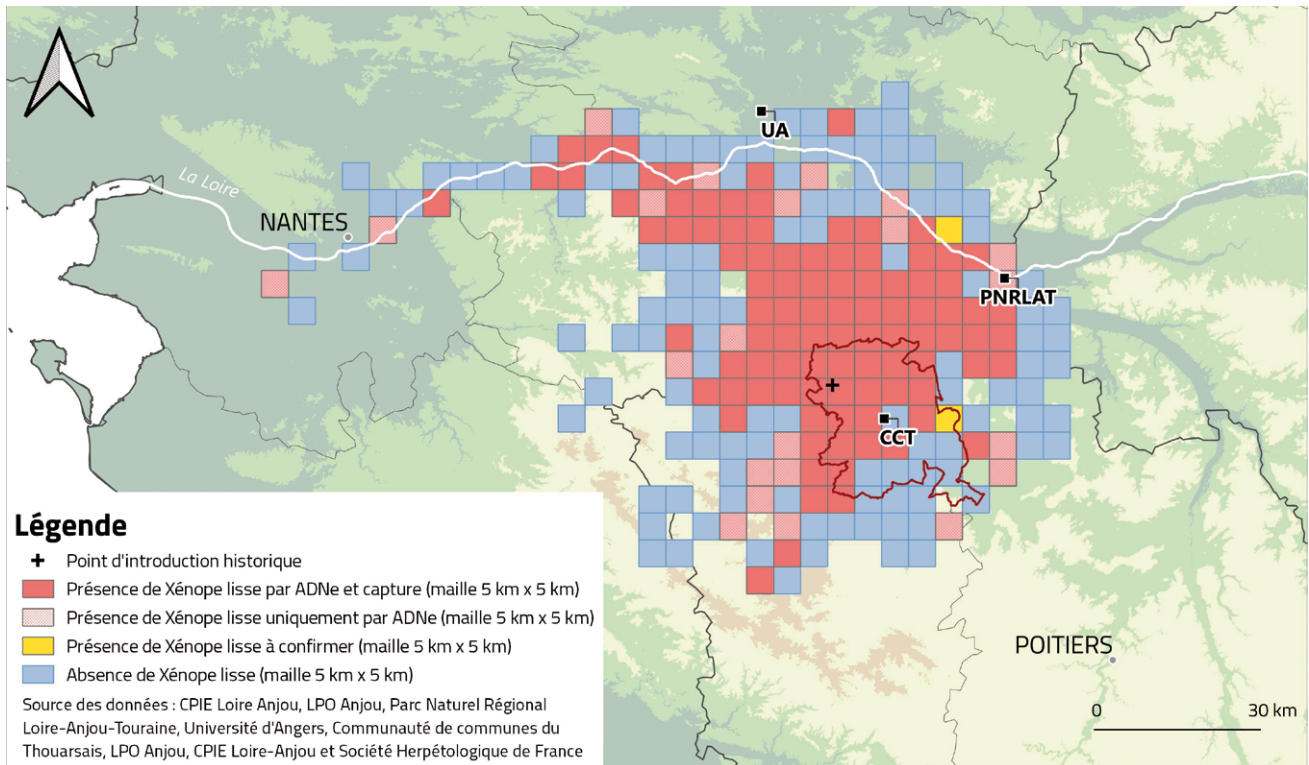 UA
La Loire
NANTES
PNRLAT
CCT
Légende
Point d'introduction historique
Présence de Xénope lisse par ADNe et capture (maille 5 km x 5 km)
Présence de Xénope lisse uniquement par ADNe (maille 5 km x 5 km)
Présence de Xénope lisse à confirmer (maille 5 km x 5 km)
Absence de Xénope lisse (maille 5 km x 5 km)
Source des données : CPIE Loire Anjou, LPO Anjou, Parc Naturel Régional
Loire-Anjou-Touraine, Université d'Angers, Communauté de communes du
Thouarsais, LPO Anjou, CPIE Loire-Anjou et Société Herpétologique de France
POITIERS
0 30 km